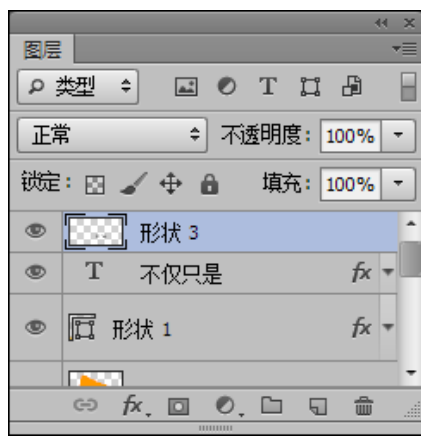 图层
类型
正常 不透明度: 100%
锁定: 填充: 100%
形状 3
T 不仅只是 fx
形状 1 fx
fx